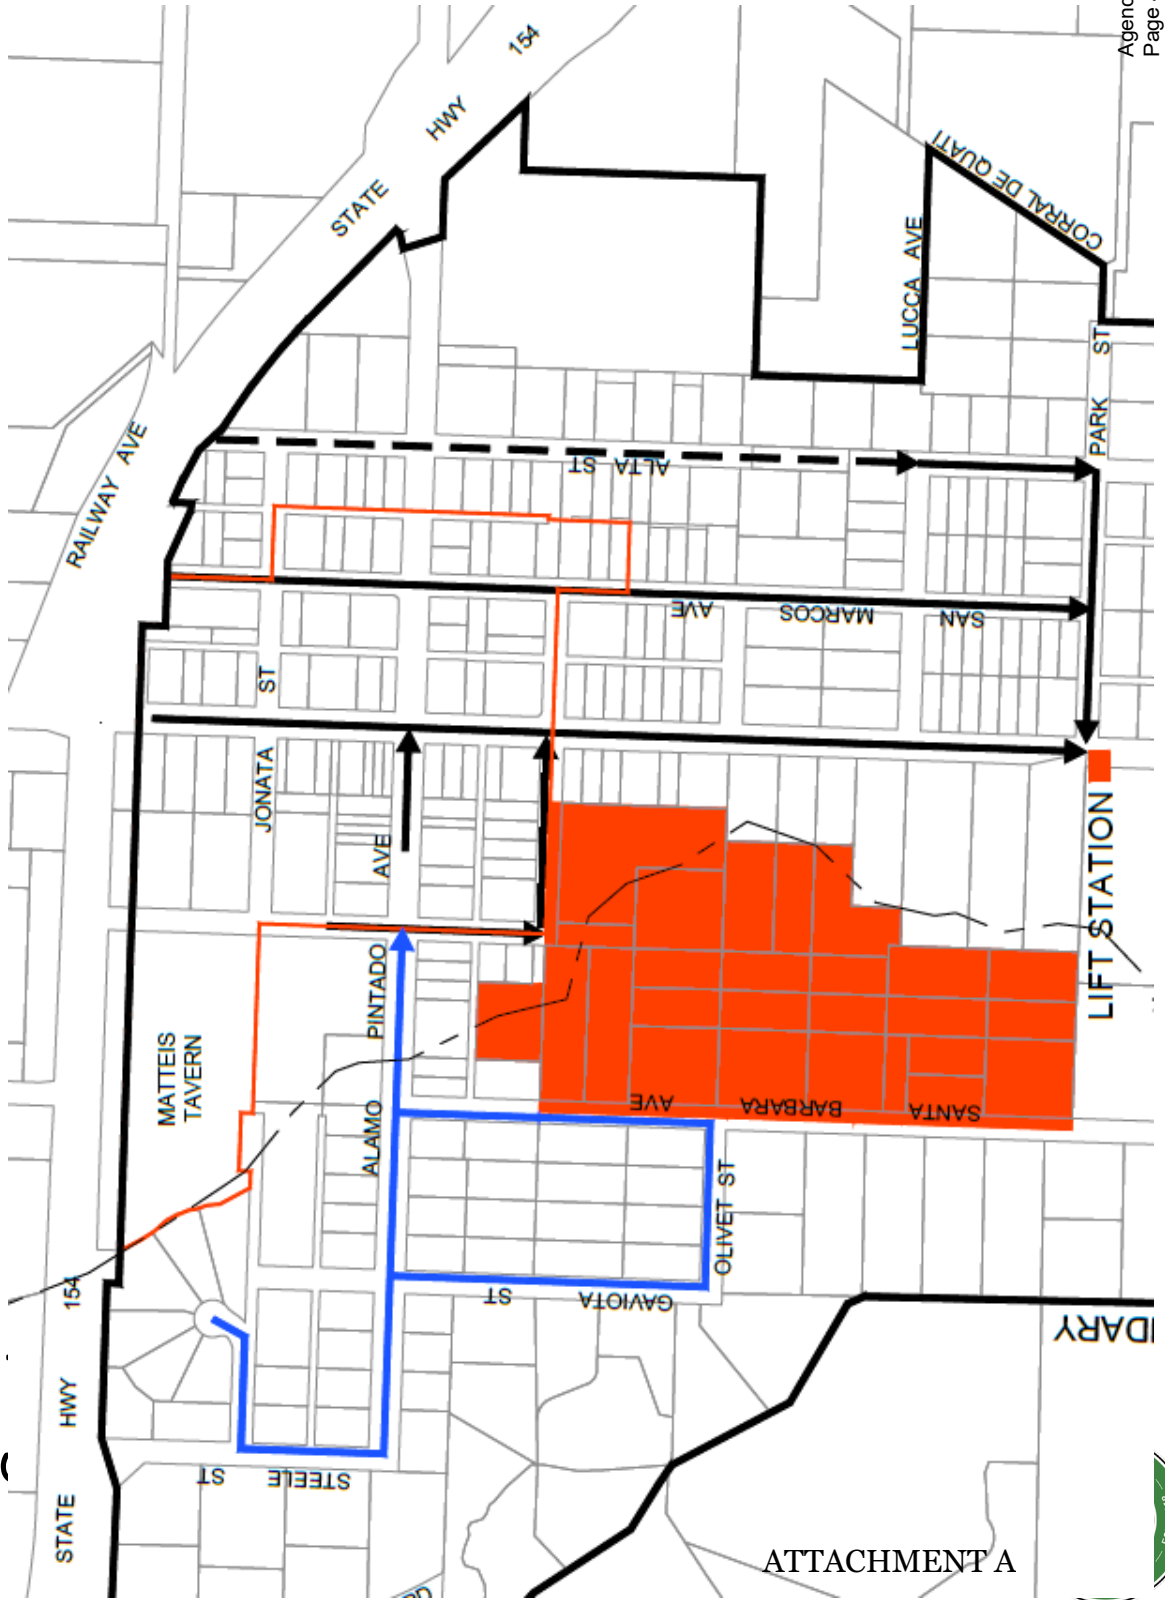 Agenc
Page
154
HWY
STATE
CORRAL DE QUATI
LUCCA AVE
PARK ST
RAILWAY AVE
ALTA ST
SAN MARCOS AVE
JONATA ST
LIFT STATION
ALAMO PINTADO AVE
MATTEIS
TAVERN
SANTA BARBARA AVE
OLIVET ST
GAVIOTA ST
STATE HWY 154
DARY
STEELE ST
ATTACHMENT A